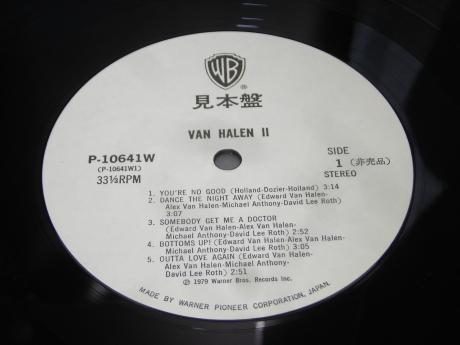 WB
®
見本盤
VAN HALEN II
P-10641W
(P-10641W1)
33⅓RPM
SIDE
1 (非売品)
STEREO
1. YOU'RE NO GOOD (Holland-Dozier-Holland) 3:14
2. DANCE THE NIGHT AWAY (Edward Van Halen-
Alex Van Halen-Michael Anthony-David Lee Roth)
3:07
3. SOMEBODY GET ME A DOCTOR
(Edward Van Halen-Alex Van Halen-
Michael Anthony-David Lee Roth) 2:52
4. BOTTOMS UP! (Edward Van Halen-Alex Van Halen-
Michael Anthony-David Lee Roth) 3:05
5. OUTTA LOVE AGAIN (Edward Van Halen-
Alex Van Halen-Michael Anthony-
David Lee Roth) 2:51
Ⓟ 1979 Warner Bros. Records Inc.
MADE BY WARNER PIONEER CORPORATION, JAPAN.